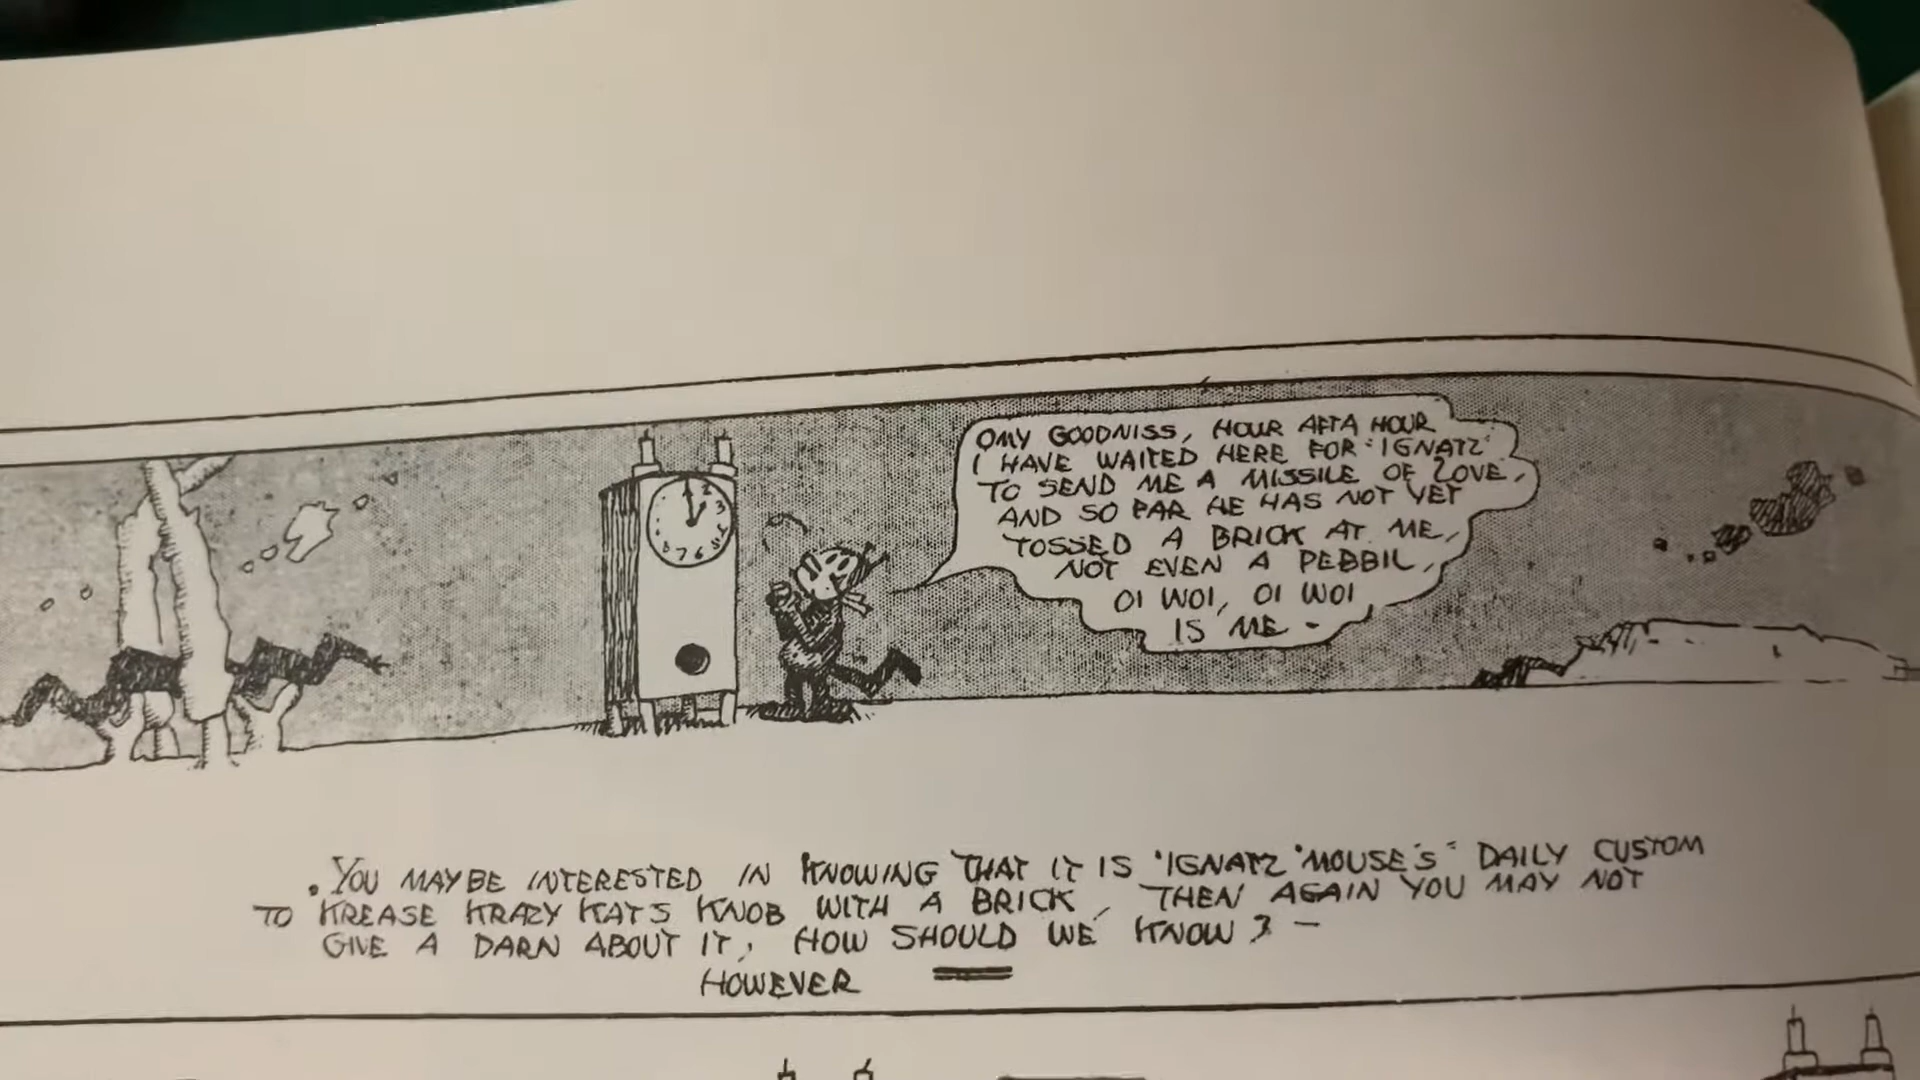 OMY GOODNISS, HOUR AFTA HOUR
I HAVE WAITED HERE FOR 'IGNATZ'
TO SEND ME A MISSILE OF LOVE,
AND SO FAR HE HAS NOT YET
TOSSED A BRICK AT ME,
NOT EVEN A PEBBIL,
OI WOI, OI WOI
IS ME -
. YOU MAY BE INTERESTED IN KNOWING THAT IT IS "IGNATZ "MOUSE'S" DAILY CUSTOM
TO KREASE KRAZY KATS KNOB WITH A BRICK, THEN AGAIN YOU MAY NOT
GIVE A DARN ABOUT IT, HOW SHOULD WE KNOW? -
HOWEVER